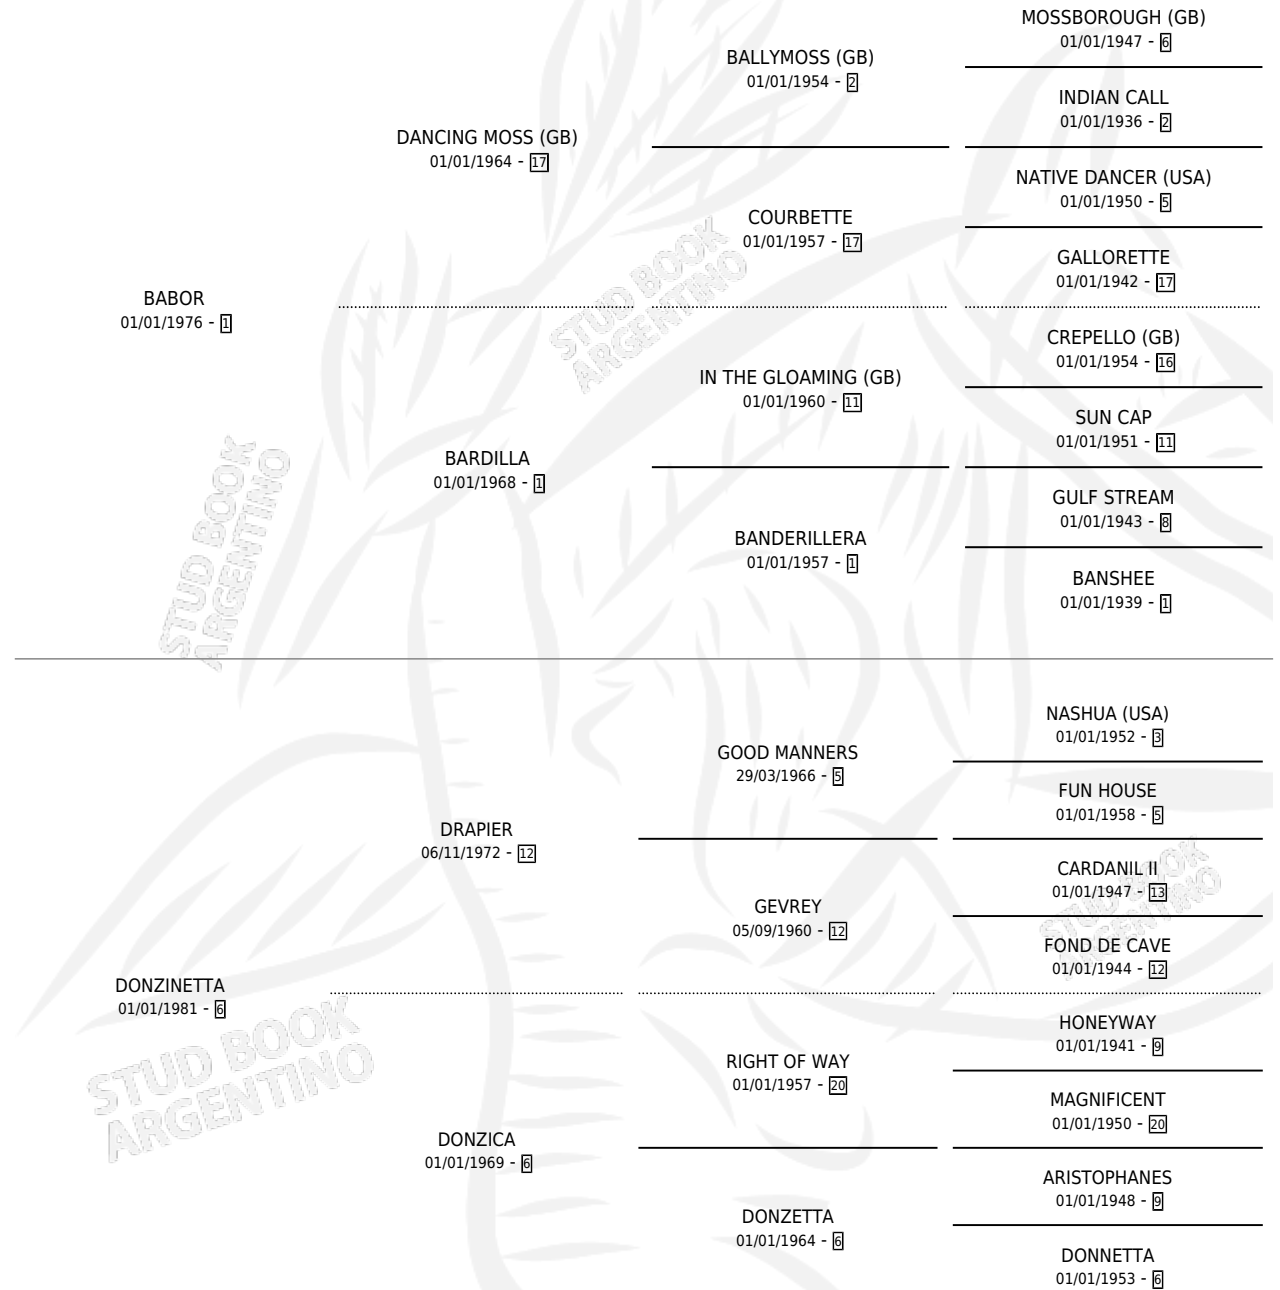 MOSSBOROUGH (GB)
01/01/1947 - 6
BALLYMOSS (GB)
01/01/1954 - 2
INDIAN CALL
01/01/1936 - 2
DANCING MOSS (GB)
01/01/1964 - 17
NATIVE DANCER (USA)
01/01/1950 - 5
COURBETTE
01/01/1957 - 17
GALLORETTE
01/01/1942 - 17
BABOR
01/01/1976 - 1
CREPELLO (GB)
01/01/1954 - 16
IN THE GLOAMING (GB)
01/01/1960 - 11
SUN CAP
01/01/1951 - 11
BARDILLA
01/01/1968 - 1
GULF STREAM
01/01/1943 - 8
BANDERILLERA
01/01/1957 - 1
BANSHEE
01/01/1939 - 1
NASHUA (USA)
01/01/1952 - 3
GOOD MANNERS
29/03/1966 - 5
FUN HOUSE
01/01/1958 - 5
DRAPIER
06/11/1972 - 12
CARDANIL II
01/01/1947 - 13
GEVREY
05/09/1960 - 12
FOND DE CAVE
01/01/1944 - 12
DONZINETTA
01/01/1981 - 6
HONEYWAY
01/01/1941 - 9
RIGHT OF WAY
01/01/1957 - 20
MAGNIFICENT
01/01/1950 - 20
DONZICA
01/01/1969 - 6
ARISTOPHANES
01/01/1948 - 9
DONZETTA
01/01/1964 - 6
DONNETTA
01/01/1953 - 6
STUD BOOK
ARGENTINO
STUD BOOK
ARGENTINO
STUD BOOK
ARGENTINO
STUD BOOK
ARGENTINO